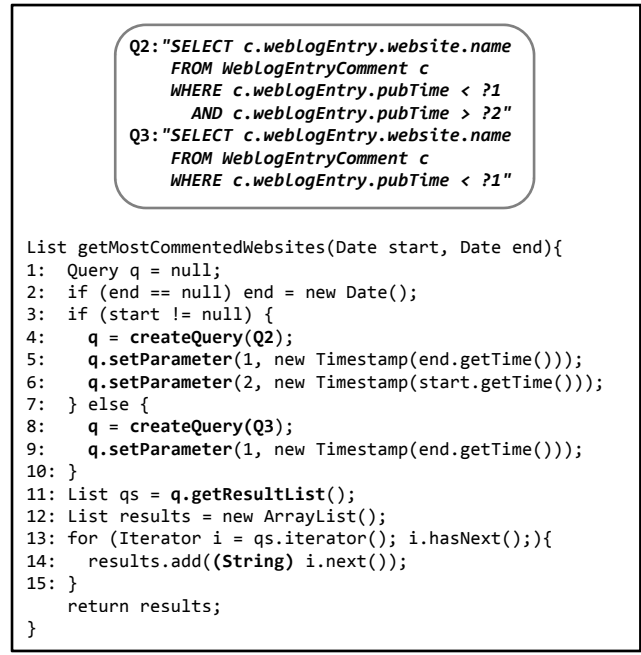 Q2:"SELECT c.weblogEntry.website.name
FROM WeblogEntryComment c
WHERE c.weblogEntry.pubTime < ?1
AND c.weblogEntry.pubTime > ?2"
Q3:"SELECT c.weblogEntry.website.name
FROM WeblogEntryComment c
WHERE c.weblogEntry.pubTime < ?1"
List getMostCommentedWebsites(Date start, Date end){
1: Query q = null;
2: if (end == null) end = new Date();
3: if (start != null) {
4: q = createQuery(Q2);
5: q.setParameter(1, new Timestamp(end.getTime()));
6: q.setParameter(2, new Timestamp(start.getTime()));
7: } else {
8: q = createQuery(Q3);
9: q.setParameter(1, new Timestamp(end.getTime()));
10: }
11: List qs = q.getResultList();
12: List results = new ArrayList();
13: for (Iterator i = qs.iterator(); i.hasNext();){
14: results.add((String) i.next());
15: }
return results;
}